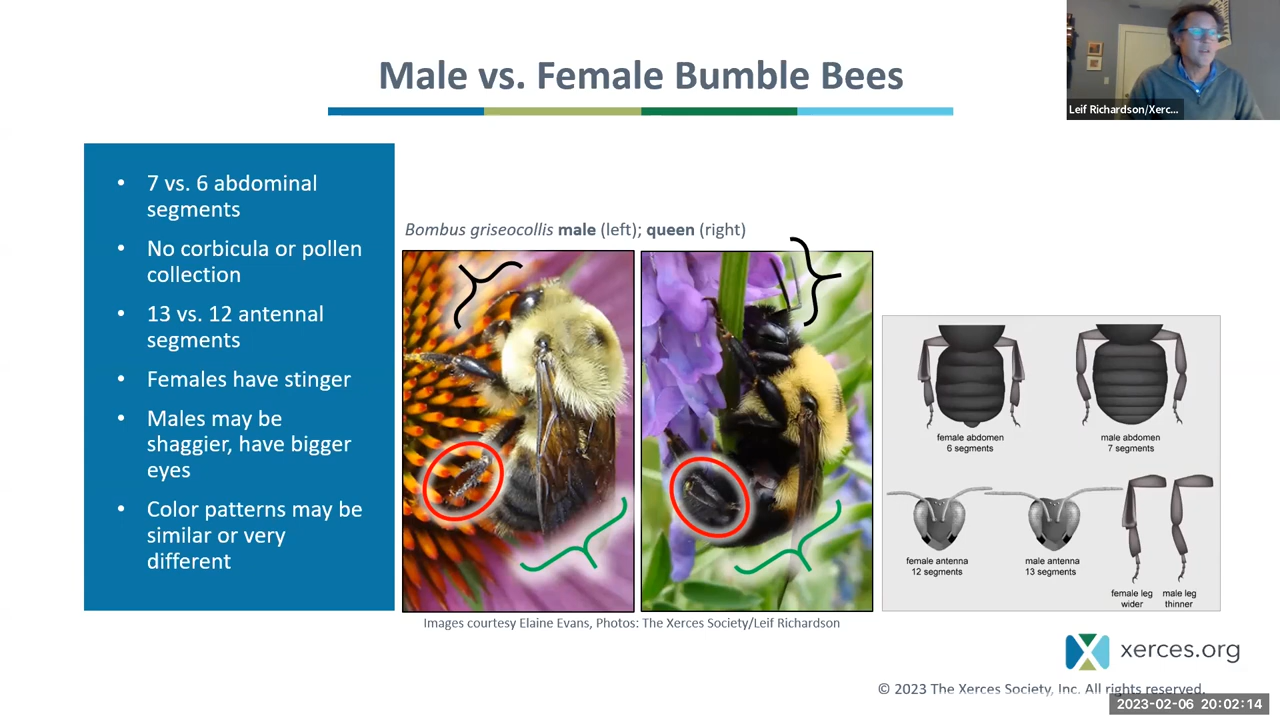 Male vs. Female Bumble Bees
Leif Richardson/Xerc...
• 7 vs. 6 abdominal
segments
• No corbicula or pollen
collection
• 13 vs. 12 antennal
segments
• Females have stinger
• Males may be
shaggier, have bigger
eyes
• Color patterns may be
similar or very
different
Bombus griseocollis male (left); queen (right)
female abdomen
6 segments
male abdomen
7 segments
female antenna
12 segments
male antenna
13 segments
female leg
wider
male leg
thinner
Images courtesy Elaine Evans, Photos: The Xerces Society/Leif Richardson
xerces.org
© 2023 The Xerces Society, Inc. All rights reserved.
2023-02-06 20:02:14